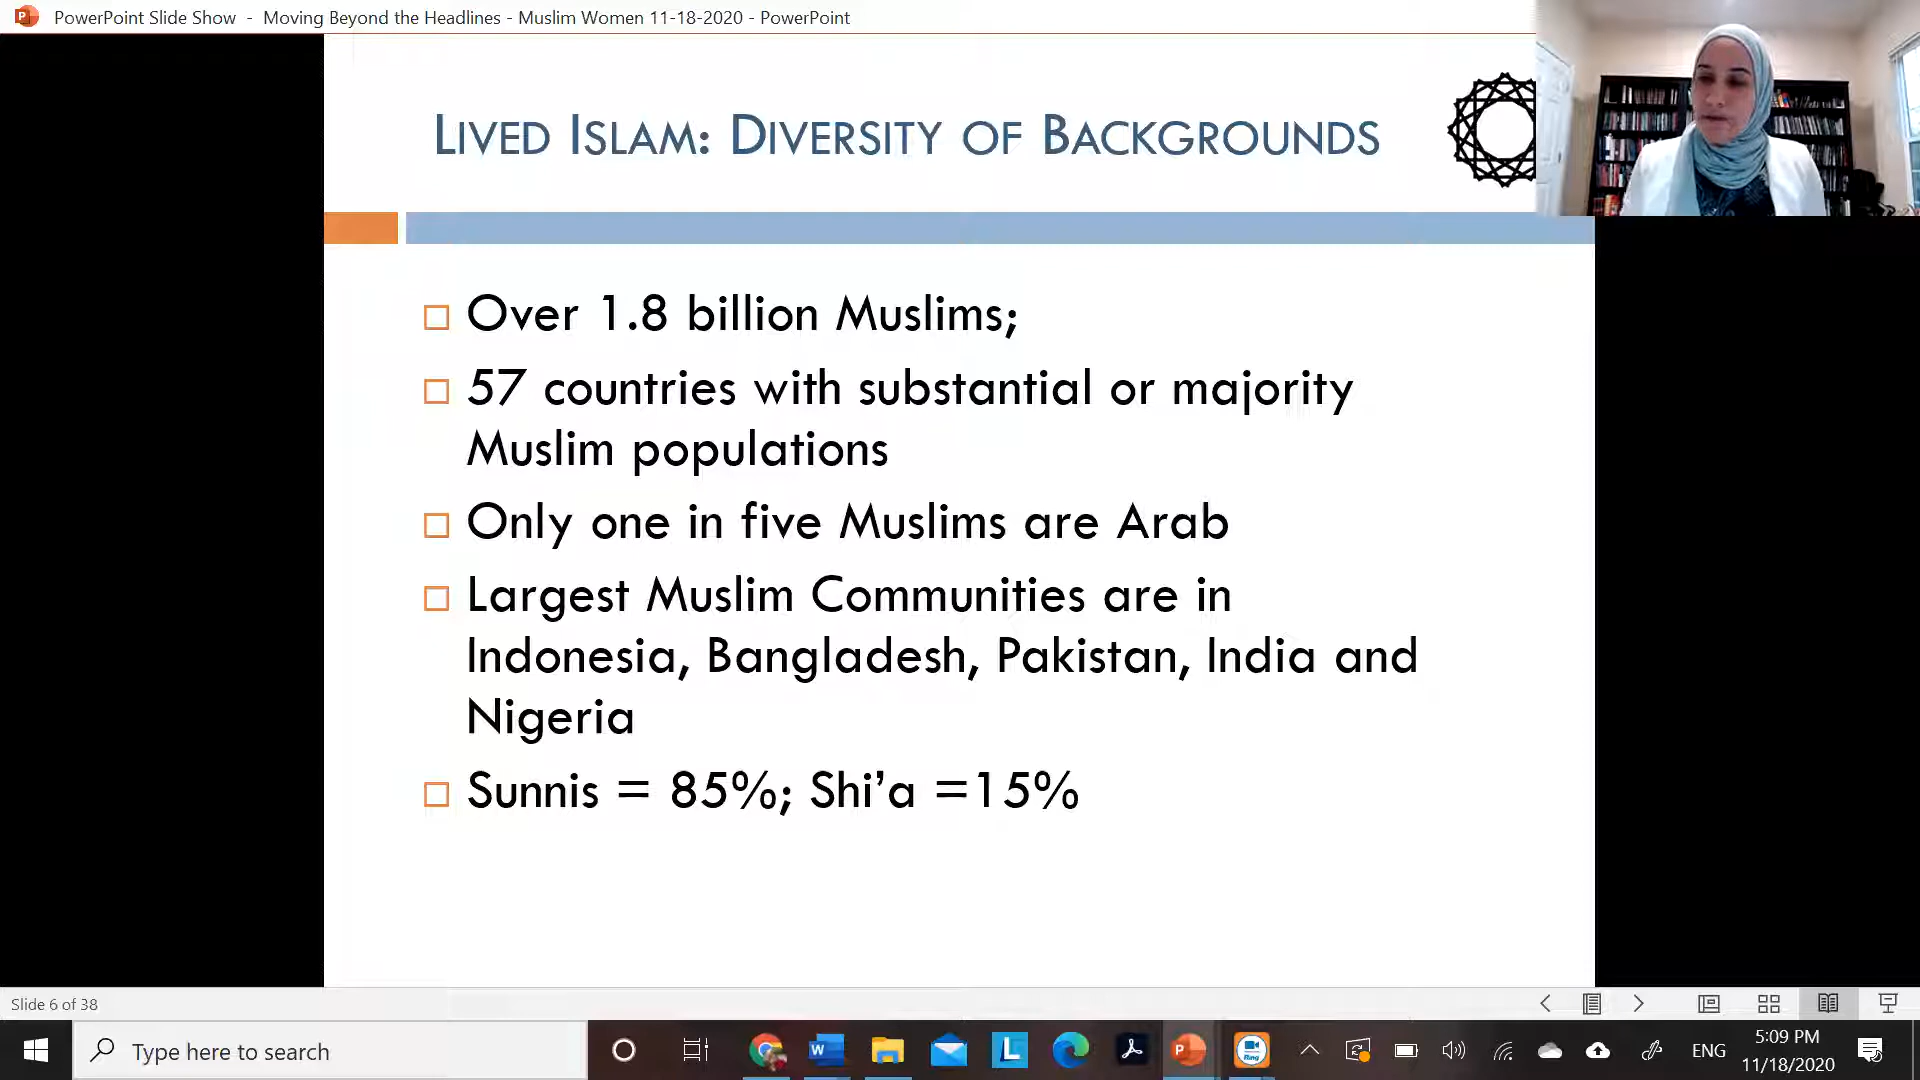 PowerPoint Slide Show - Moving Beyond the Headlines - Muslim Women 11-18-2020 - PowerPoint
LIVED ISLAM: DIVERSITY OF BACKGROUNDS
Over 1.8 billion Muslims;
57 countries with substantial or majority
Muslim populations
Only one in five Muslims are Arab
Largest Muslim Communities are in
Indonesia, Bangladesh, Pakistan, India and
Nigeria
Sunnis = 85%; Shi’a =15%
Slide 6 of 38
Type here to search
ENG
5:09 PM
11/18/2020